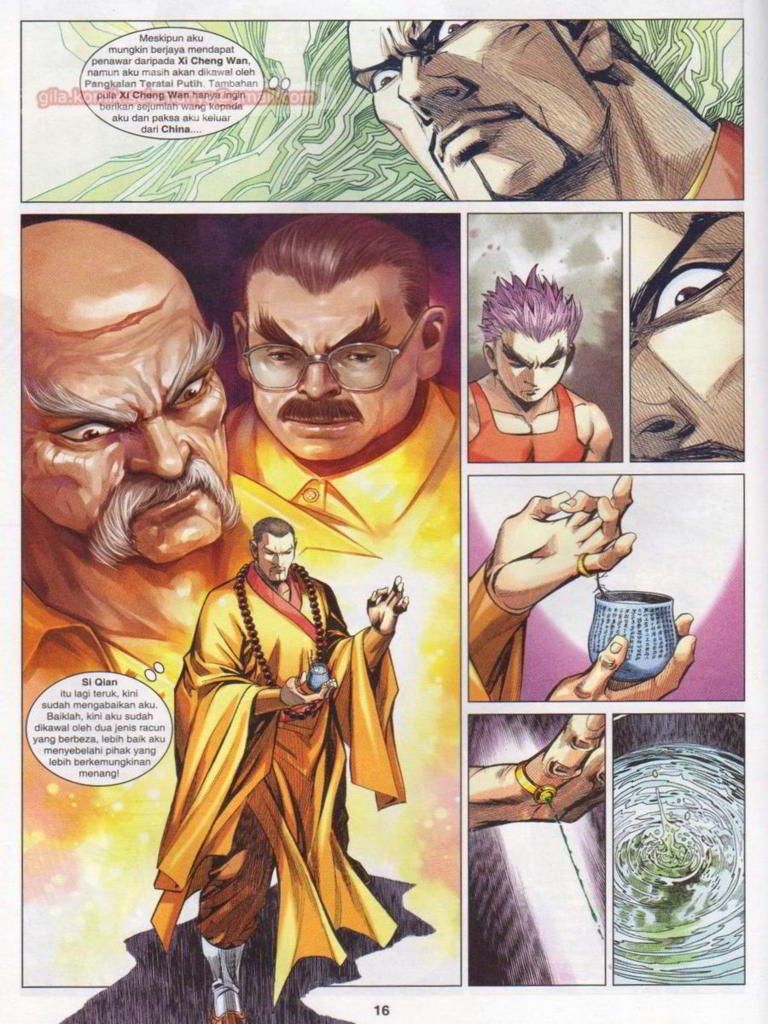 Meskipun aku
mungkin berjaya mendapat
penawar daripada Xi Cheng Wan,
namun aku masih akan dikawal oleh
Pangkalan Teratai Putih. Tambahan
pula Xi Cheng Wan hanya ingin
berikan sejumlah wang kepada
aku dan paksa aku keluar
dari China....
Si Qian
itu lagi teruk, kini
sudah mengabaikan aku.
Baiklah, kini aku sudah
dikawal oleh dua jenis racun
yang berbeza, lebih baik aku
menyebelahi pihak yang
lebih berkemungkinan
menang!
16